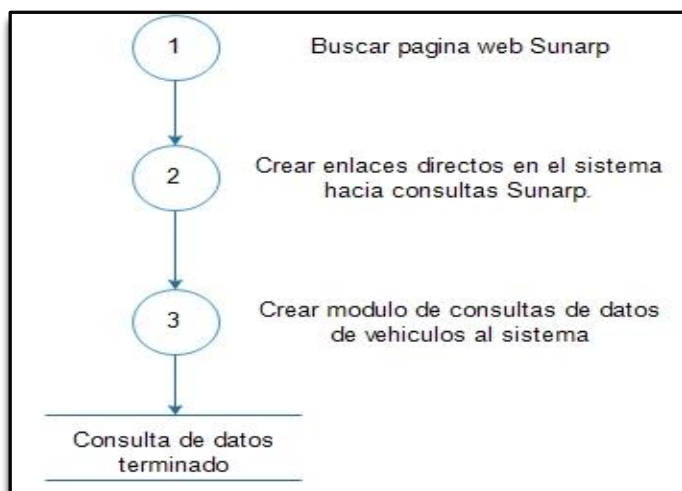 1
Buscar pagina web Sunarp
2
Crear enlaces directos en el sistema
hacia consultas Sunarp.
3
Crear modulo de consultas de datos
de vehiculos al sistema
Consulta de datos
terminado